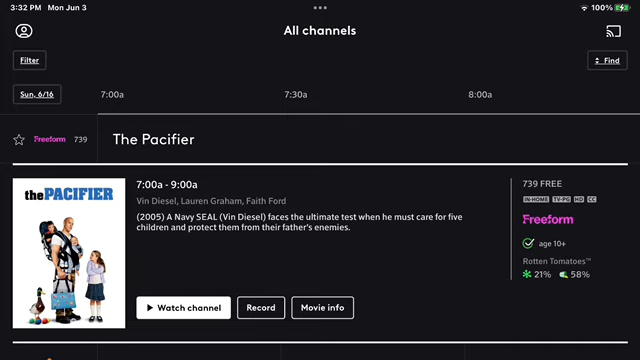 3:32 PM Mon Jun 3
100%
All channels
Filter
Find
Sun, 6/16
7:00a
7:30a
8:00a
Freeform 739
The Pacifier
the PACIFIER
7:00a - 9:00a
Vin Diesel, Lauren Graham, Faith Ford
(2005) A Navy SEAL (Vin Diesel) faces the ultimate test when he must care for five
children and protect them from their father's enemies.
Watch channel
Record
Movie info
739 FREE
IN-HOME TV-PG HD CC
Freeform
age 10+
Rotten Tomatoes™
21% 58%